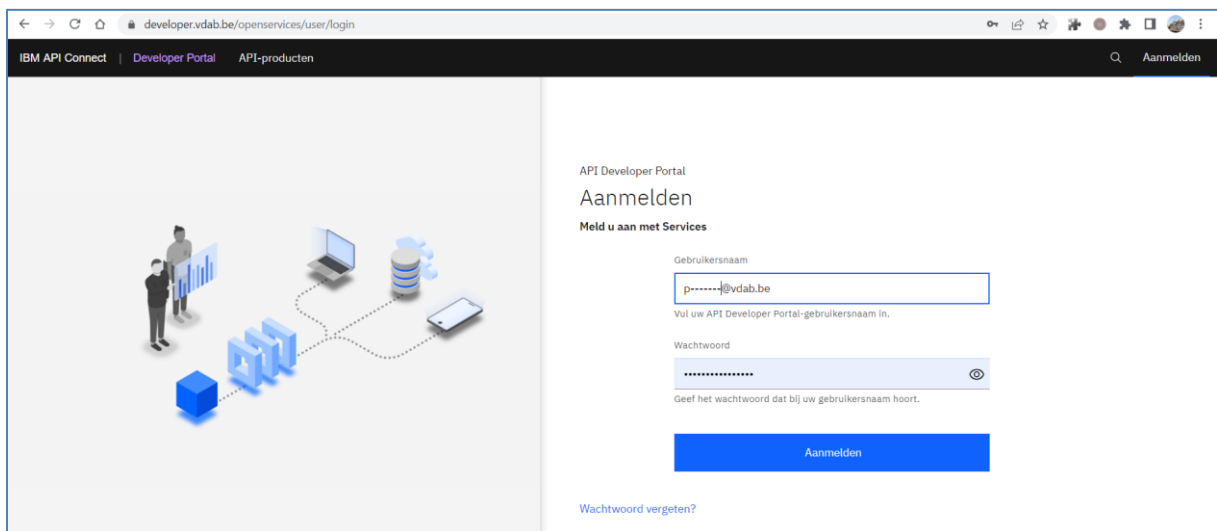 developer.vdab.be/openservices/user/login
IBM API Connect | Developer Portal API-producten Aanmelden
API Developer Portal
Aanmelden
Meld u aan met Services
Gebruikersnaam
p-------@vdab.be
Vul uw API Developer Portal-gebruikersnaam in.
Wachtwoord
••••••••••••••••
Geef het wachtwoord dat bij uw gebruikersnaam hoort.
Aanmelden
Wachtwoord vergeten?